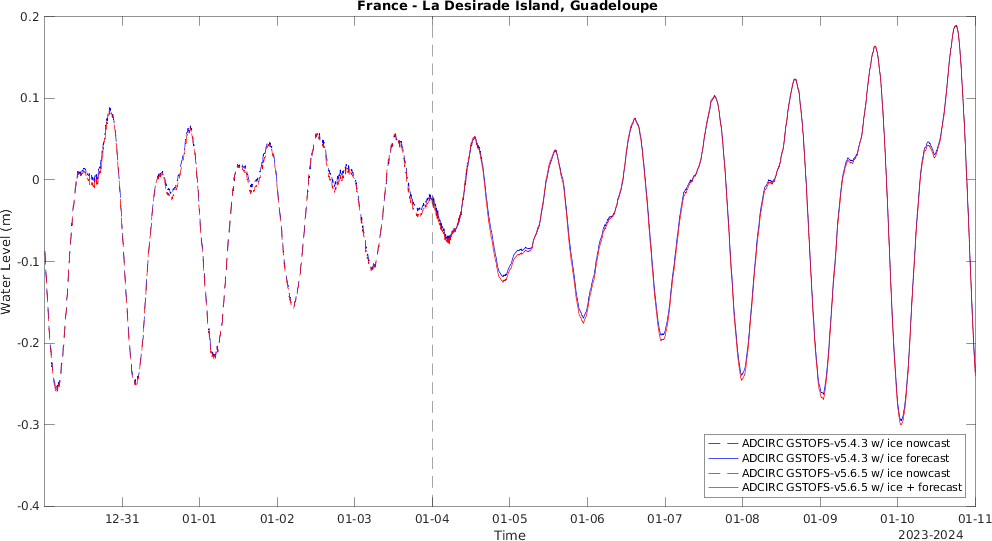 France - La Desirade Island, Guadeloupe
0.2
0.1
0
-0.1
-0.2
-0.3
-0.4
Water Level (m)
ADCIRC GSTOFS-v5.4.3 w/ ice nowcast
ADCIRC GSTOFS-v5.4.3 w/ ice forecast
ADCIRC GSTOFS-v5.6.5 w/ ice nowcast
ADCIRC GSTOFS-v5.6.5 w/ ice + forecast
12-31 01-01 01-02 01-03 01-04 01-05 01-06 01-07 01-08 01-09 01-10 01-11
Time
2023-2024